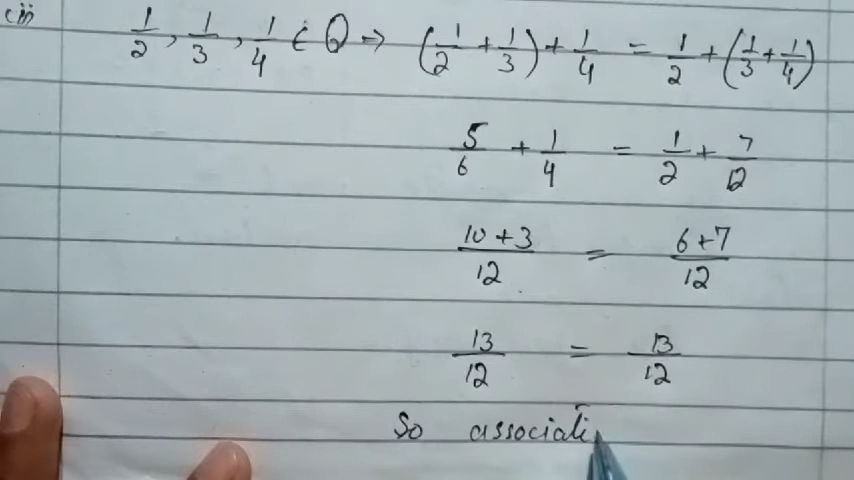 (ii) 1/2, 1/3, 1/4 ∈ Q → (1/2 + 1/3) + 1/4 = 1/2 + (1/3 + 1/4)
5/6 + 1/4 = 1/2 + 7/12
10+3/12 = 6+7/12
13/12 = 13/12
So associati